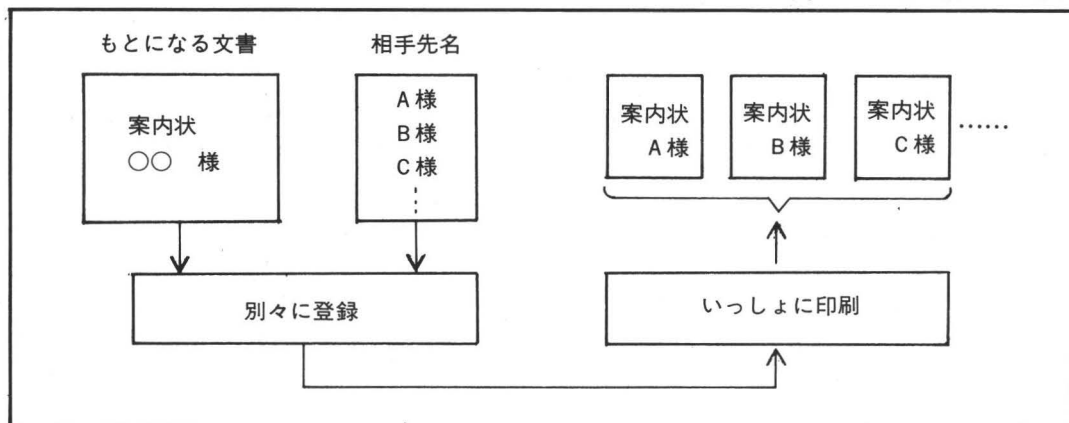 もとになる文書
案内状
○○ 様
相手先名
A様
B様
C様
別々に登録
いっしょに印刷
案内状
A様
案内状
B様
案内状
C様
……